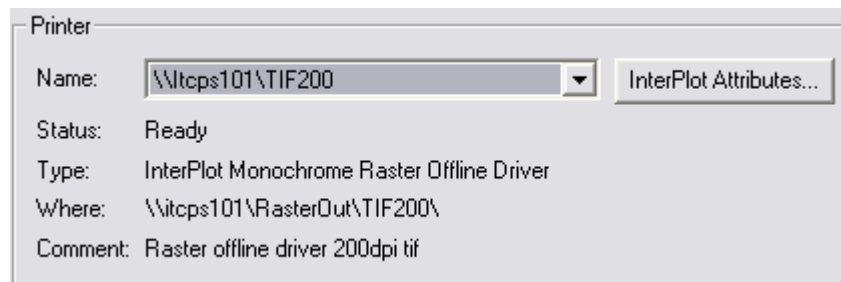 Printer
Name: \\Itcps101\TIF200 InterPlot Attributes...
Status: Ready
Type: InterPlot Monochrome Raster Offline Driver
Where: \\itcps101\RasterOut\TIF200\
Comment: Raster offline driver 200dpi tif